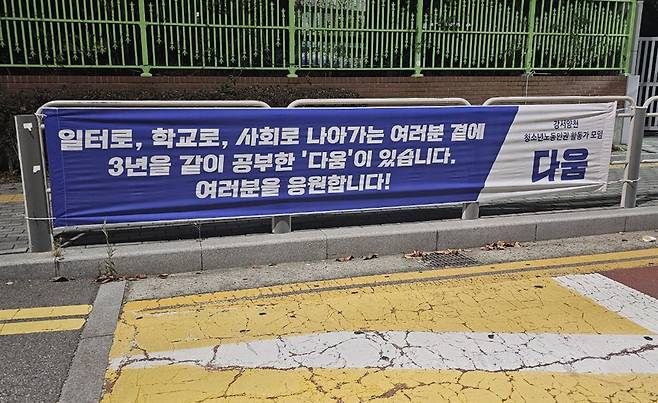 일터로, 학교로, 사회로 나아가는 여러분 곁에
3년을 같이 공부한 '다움'이 있습니다.
여러분을 응원합니다!
강서양천
청소년노동인권 활동가 모임
다움